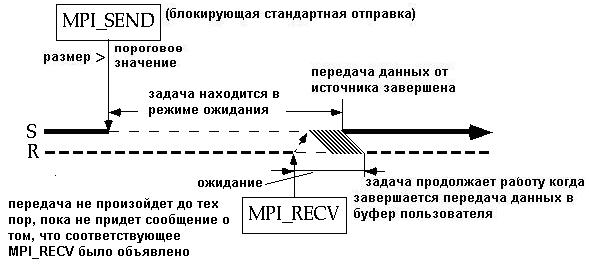 MPI_SEND
(блокирующая стандартная отправка)
размер >
пороговое
значение
передача данных от
источника завершена
задача находится в
режиме ожидания
S
R
ожидание
задача продолжает работу когда
завершается передача данных в
буфер пользователя
MPI_RECV
передача не произойдет до тех
пор, пока не придет сообщение о
том, что соответствующее
MPI_RECV было объявлено